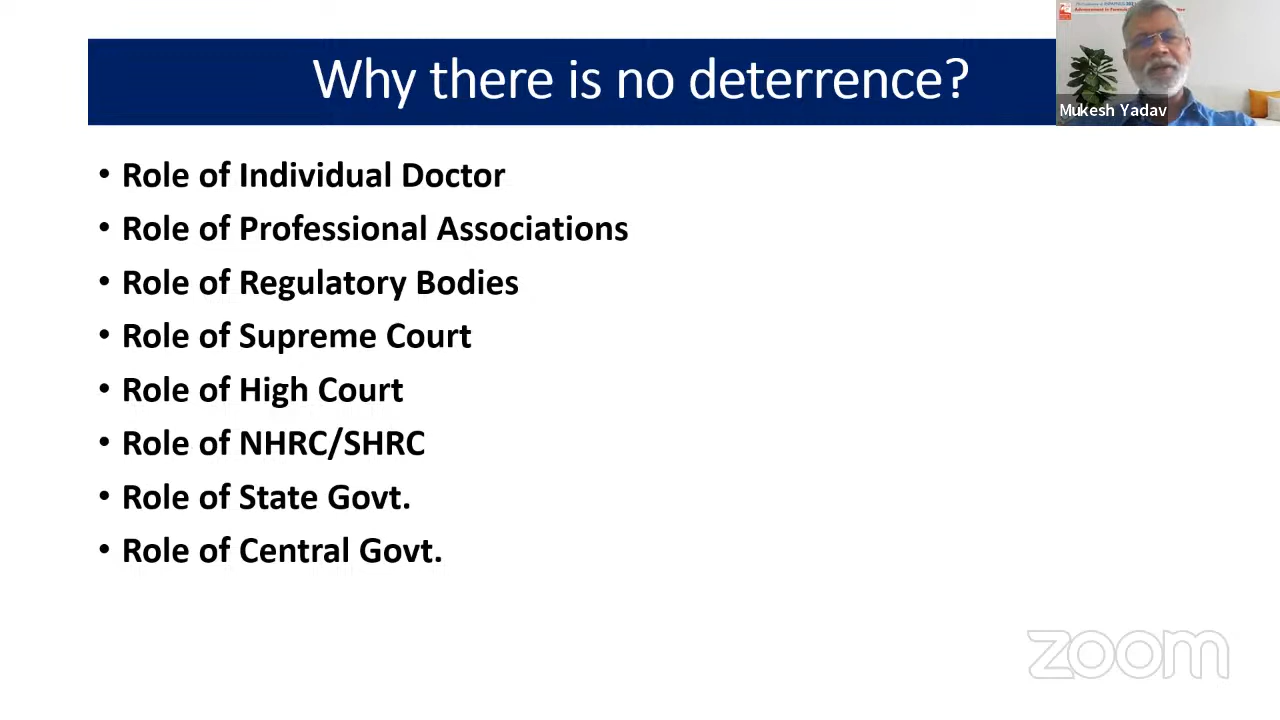 Why there is no deterrence?
Mukesh Yadav
• Role of Individual Doctor
• Role of Professional Associations
• Role of Regulatory Bodies
• Role of Supreme Court
• Role of High Court
• Role of NHRC/SHRC
• Role of State Govt.
• Role of Central Govt.
zoom